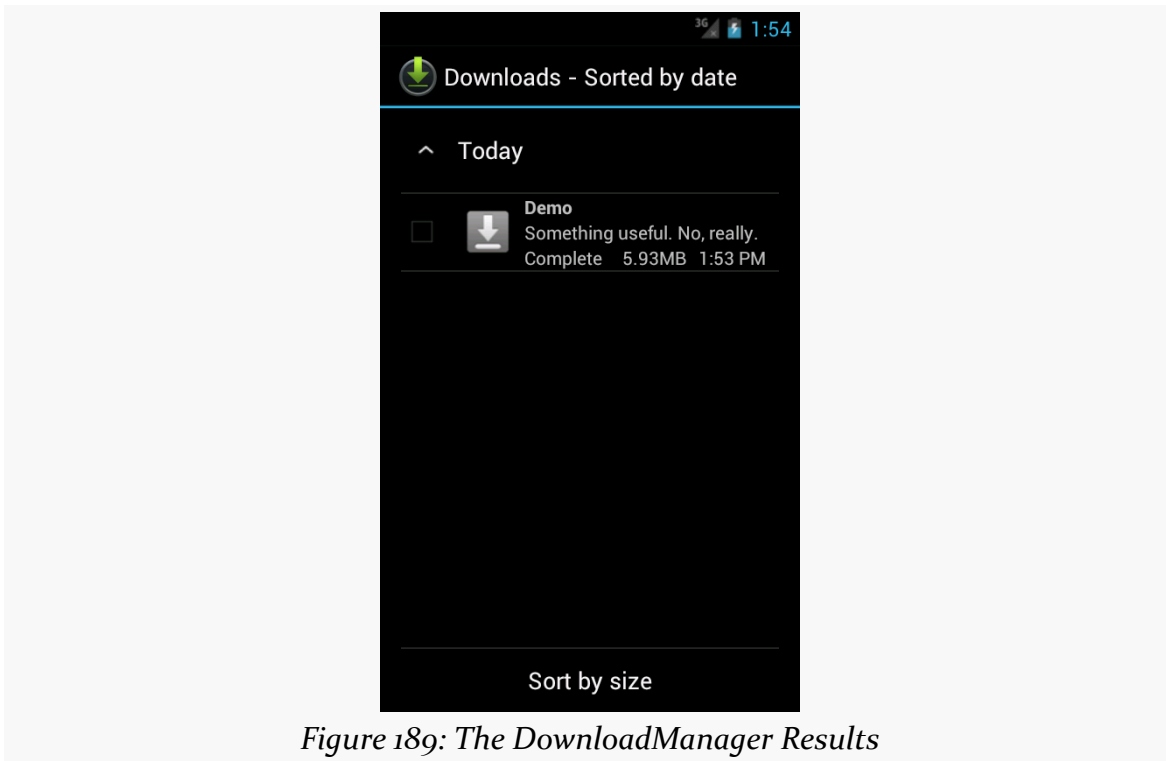 3G 1:54
Downloads - Sorted by date
Today
Demo
Something useful. No, really.
Complete 5.93MB 1:53 PM
Sort by size
Figure 189: The DownloadManager Results